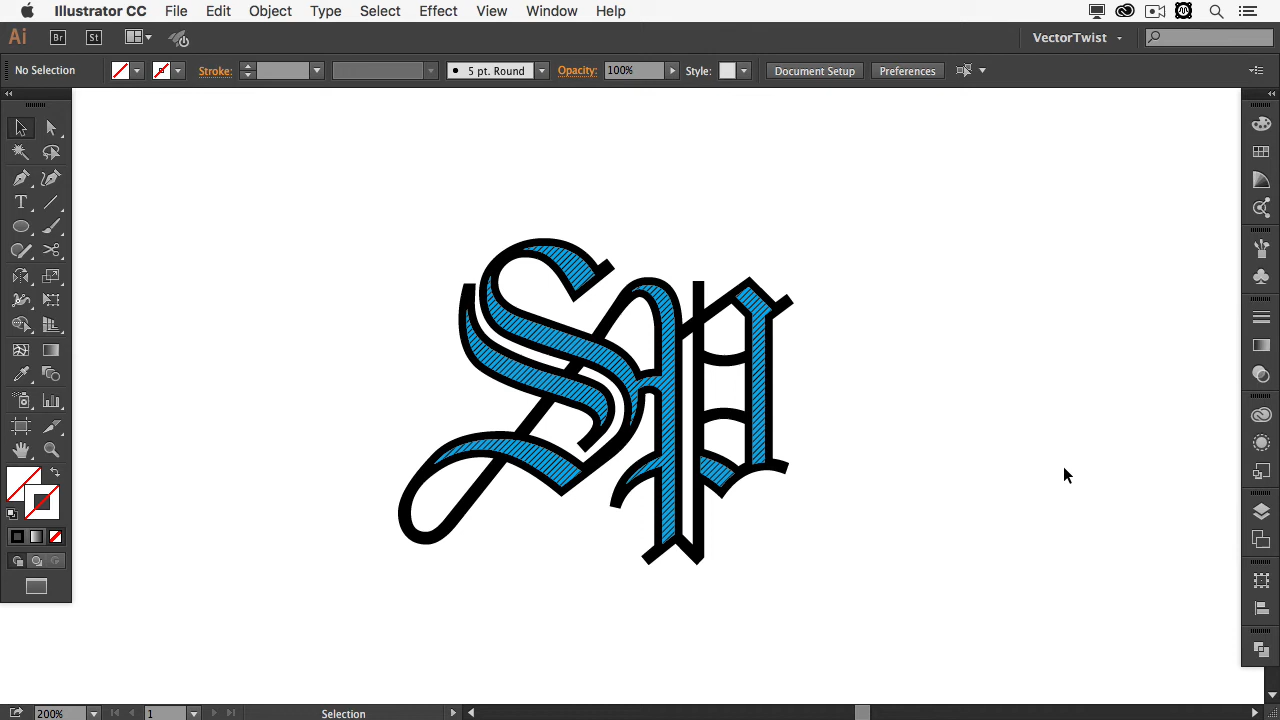 Illustrator CC File Edit Object Type Select Effect View Window Help
Ai Br St VectorTwist
No Selection Stroke: 5 pt. Round Opacity: 100% Style: Document Setup Preferences
T
SP
200% 1 Selection